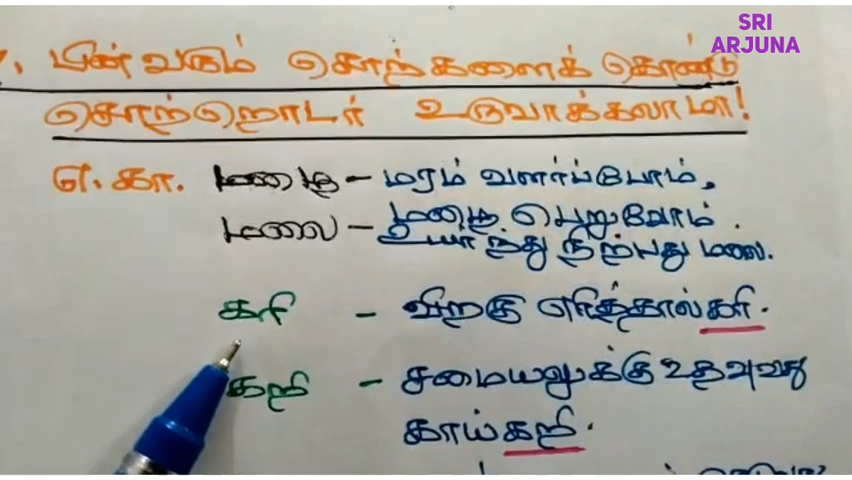 SRI
ARJUNA
பின்வரும் சொற்களைக் கொண்டு
சொற்றொடர் உருவாக்கலாமா!
எ.கா. மழை – மரம் வளர்ப்போம்,
மழை பெறுவோம்.
மலை – உயர்ந்து நிற்பது மலை.
கரி – விறகு எரித்தால் கரி.
கறி – சமையலுக்கு உதவுவது
காய்கறி.